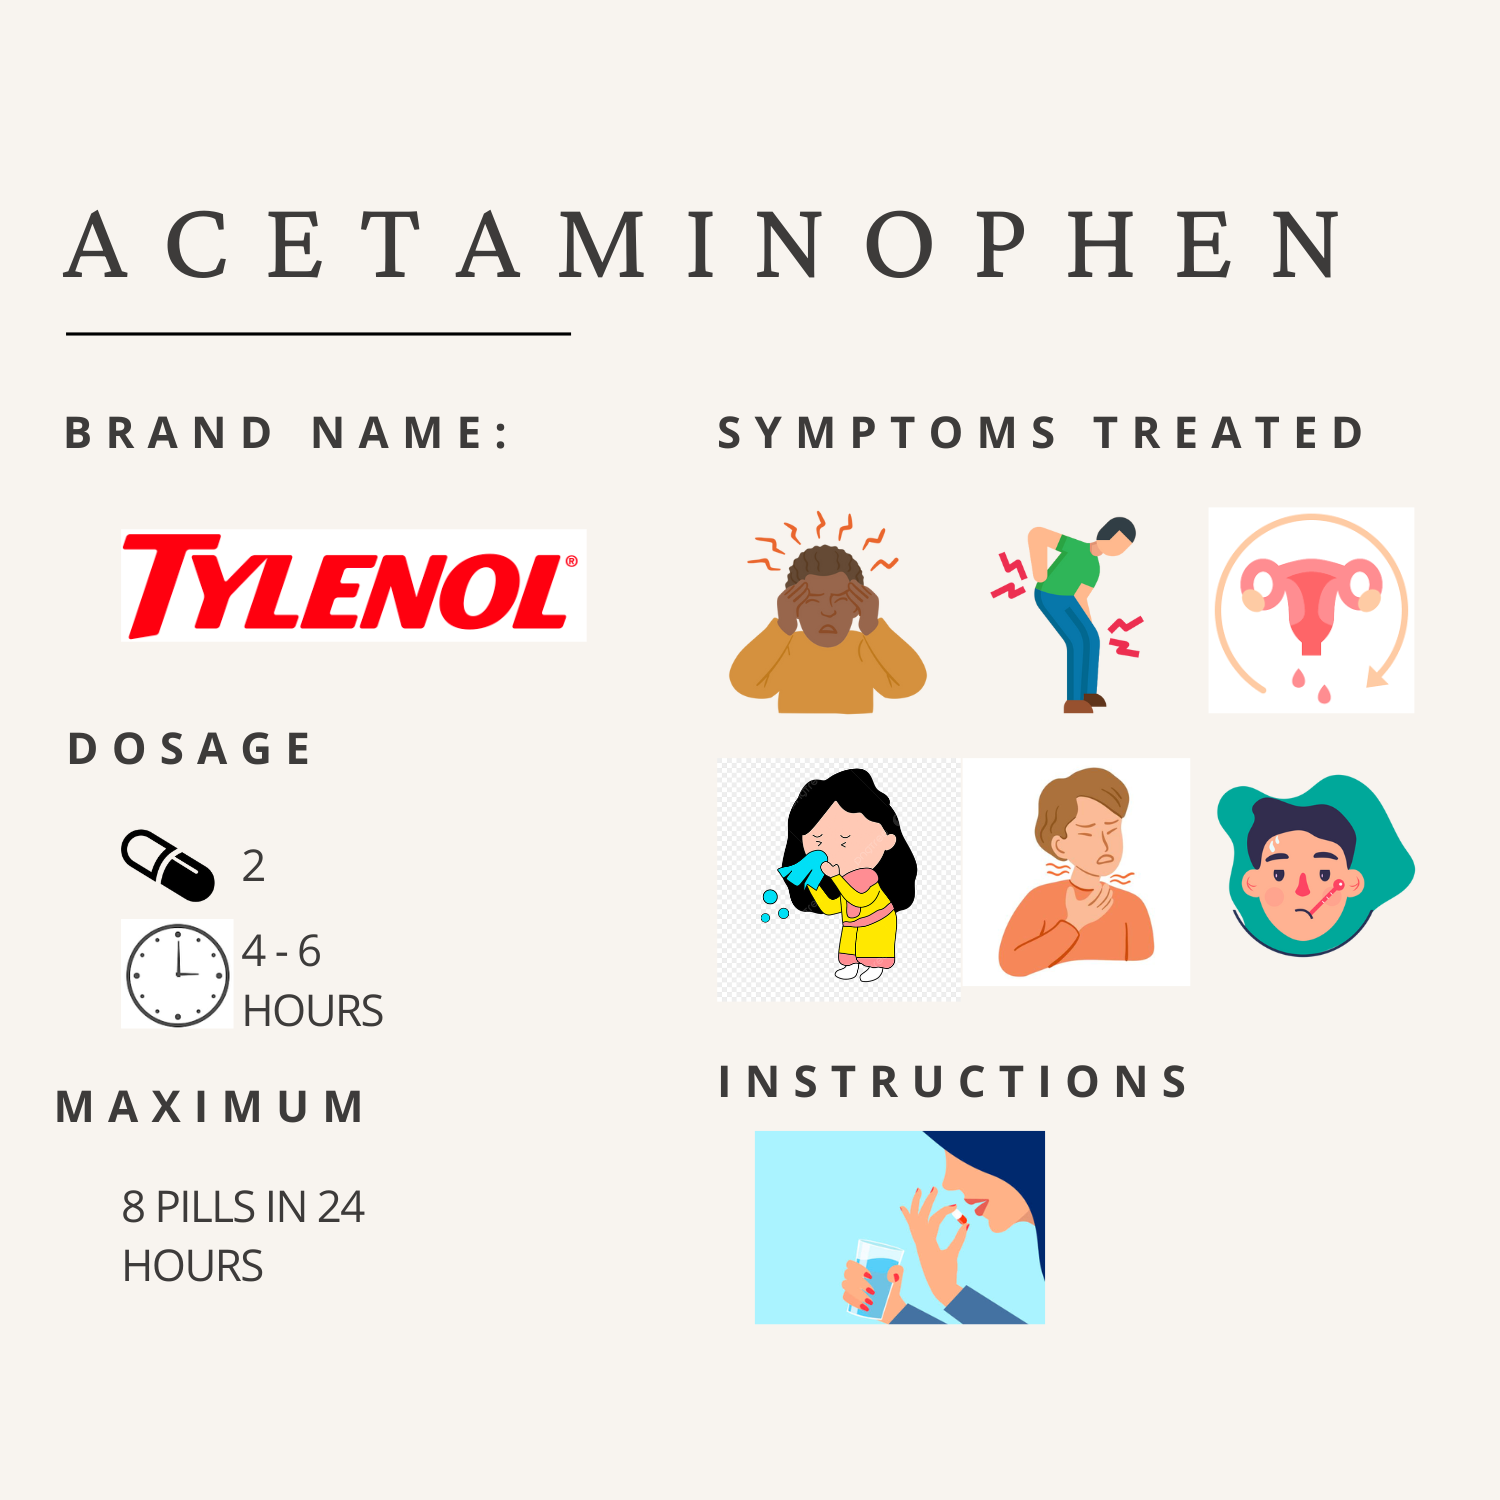 ACETAMINOPHEN
BRAND NAME:
TYLENOL®
DOSAGE
2
4 - 6
HOURS
MAXIMUM
8 PILLS IN 24
HOURS
SYMPTOMS TREATED
INSTRUCTIONS